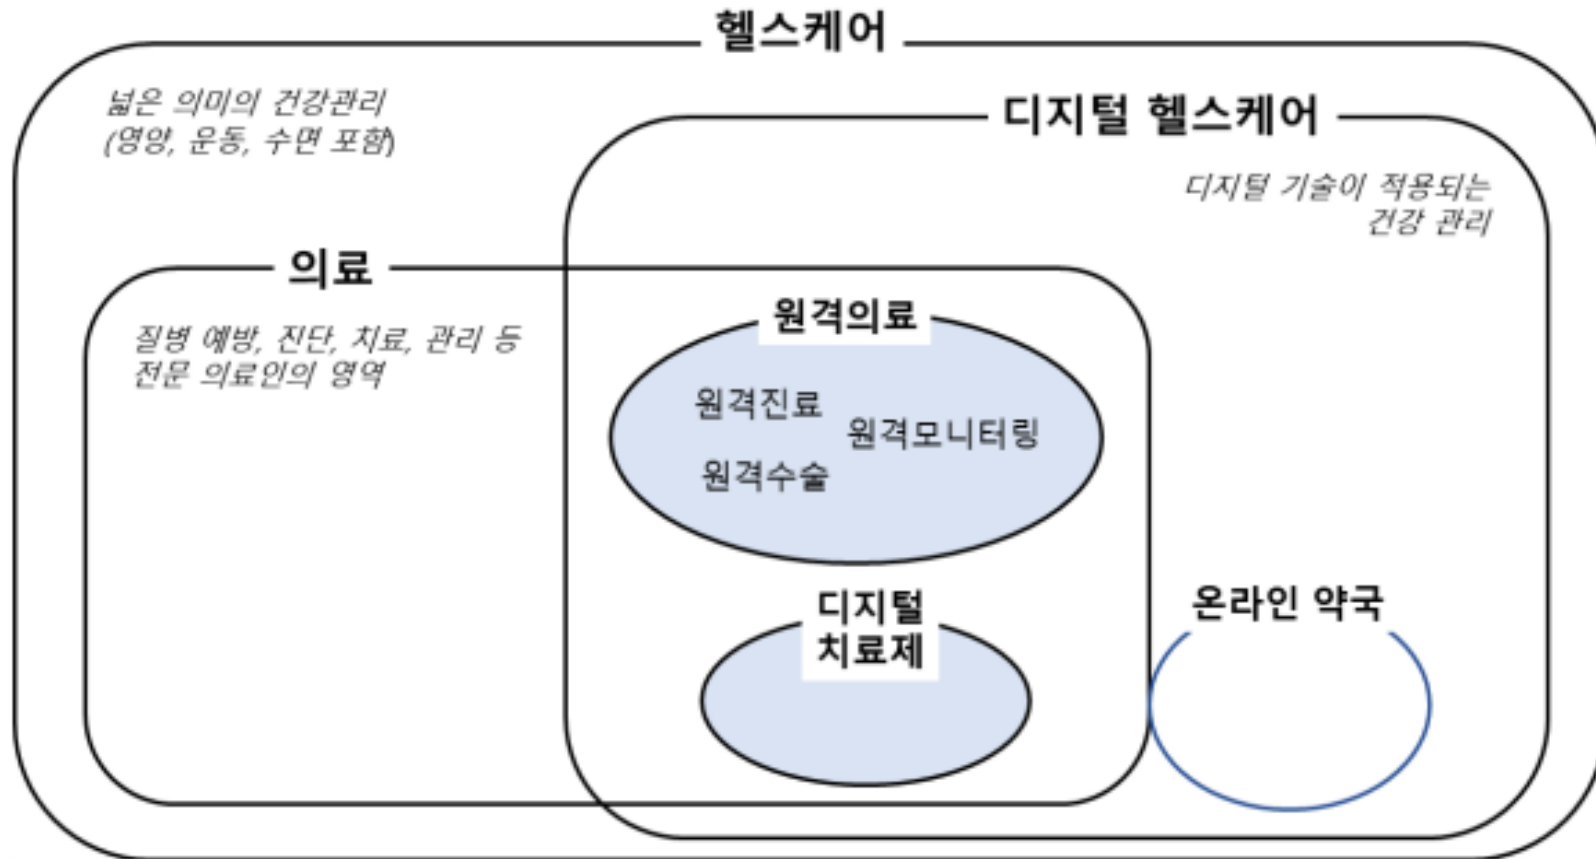 헬스케어
넓은 의미의 건강관리
(영양, 운동, 수면 포함)
디지털 헬스케어
디지털 기술이 적용되는
건강 관리
의료
질병 예방, 진단, 치료, 관리 등
전문 의료인의 영역
원격의료
원격진료
원격모니터링
원격수술
디지털
치료제
온라인 약국